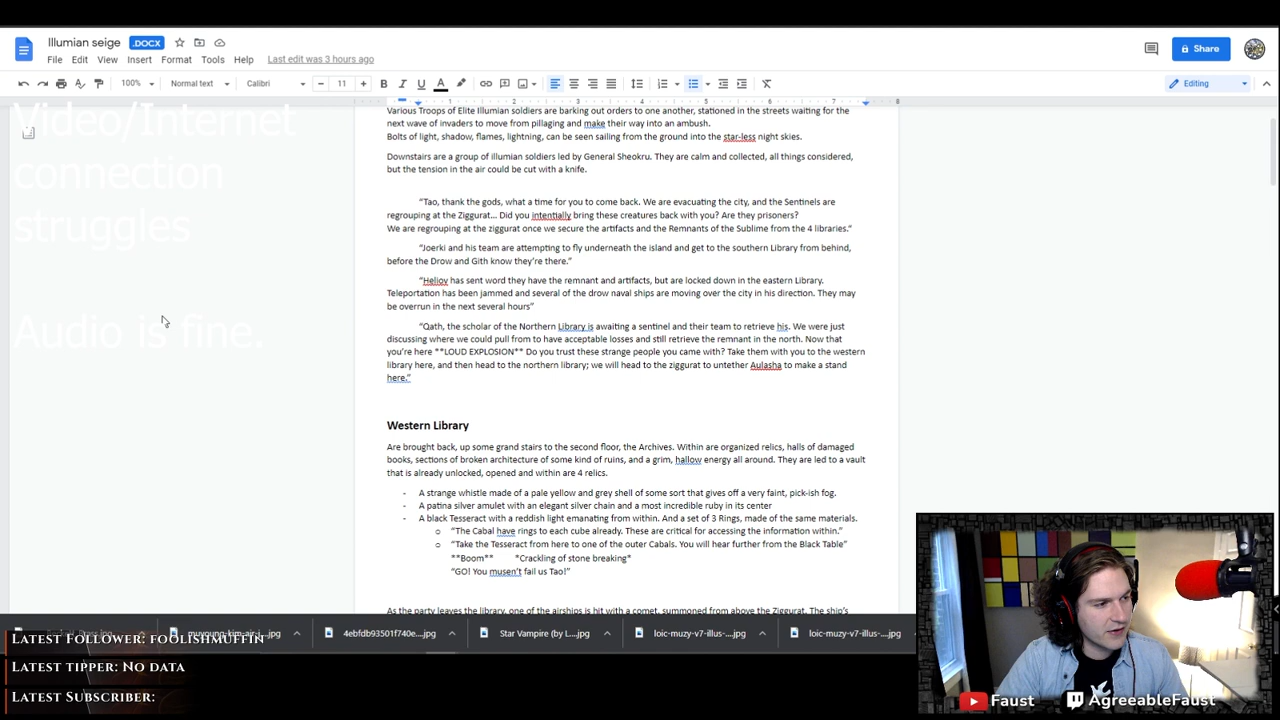 Illumian seige .DOCX
File Edit View Insert Format Tools Help Last edit was 3 hours ago
Share
100% Normal text Calibri 11 Editing
1 2 3 4 5 6 7 8
Video/Internet
connection
struggles
Audio is fine.
Various Troops of Elite Illumian soldiers are barking out orders to one another, stationed in the streets waiting for the
next wave of invaders to move from pillaging and make their way into an ambush.
Bolts of light, shadow, flames, lightning, can be seen sailing from the ground into the star-less night skies.
Downstairs are a group of illumian soldiers led by General Sheokru. They are calm and collected, all things considered,
but the tension in the air could be cut with a knife.
“Tao, thank the gods, what a time for you to come back. We are evacuating the city, and the Sentinels are
regrouping at the Ziggurat... Did you intentially bring these creatures back with you? Are they prisoners?
We are regrouping at the ziggurat once we secure the artifacts and the Remnants of the Sublime from the 4 libraries.”
“Joerki and his team are attempting to fly underneath the island and get to the southern Library from behind,
before the Drow and Gith know they’re there.”
“Heliov has sent word they have the remnant and artifacts, but are locked down in the eastern Library.
Teleportation has been jammed and several of the drow naval ships are moving over the city in his direction. They may
be overrun in the next several hours”
“Qath, the scholar of the Northern Library is awaiting a sentinel and their team to retrieve his. We were just
discussing where we could pull from to have acceptable losses and still retrieve the remnant in the north. Now that
you’re here **LOUD EXPLOSION** Do you trust these strange people you came with? Take them with you to the western
library here, and then head to the northern library; we will head to the ziggurat to untether Aulasha to make a stand
here.”
Western Library
Are brought back, up some grand stairs to the second floor, the Archives. Within are organized relics, halls of damaged
books, sections of broken architecture of some kind of ruins, and a grim, hallow energy all around. They are led to a vault
that is already unlocked, opened and within are 4 relics.
- A strange whistle made of a pale yellow and grey shell of some sort that gives off a very faint, pick-ish fog.
- A patina silver amulet with an elegant silver chain and a most incredible ruby in its center
- A black Tesseract with a reddish light emanating from within. And a set of 3 Rings, made of the same materials.
o “The Cabal have rings to each cube already. These are critical for accessing the information within.”
o “Take the Tesseract from here to one of the outer Cabals. You will hear further from the Black Table”
**Boom** *Crackling of stone breaking*
“GO! You musen’t fail us Tao!”
As the party leaves the library, one of the airships is hit with a comet, summoned from above the Ziggurat. The ship’s
4ebfdb93501f740e....jpg Star Vampire (by L....jpg loic-muzy-v7-illus-....jpg loic-muzy-v7-illus-....jpg
Latest Follower: foolishmuffin
Latest tipper: No data
Latest Subscriber:
Faust AgreeableFaust